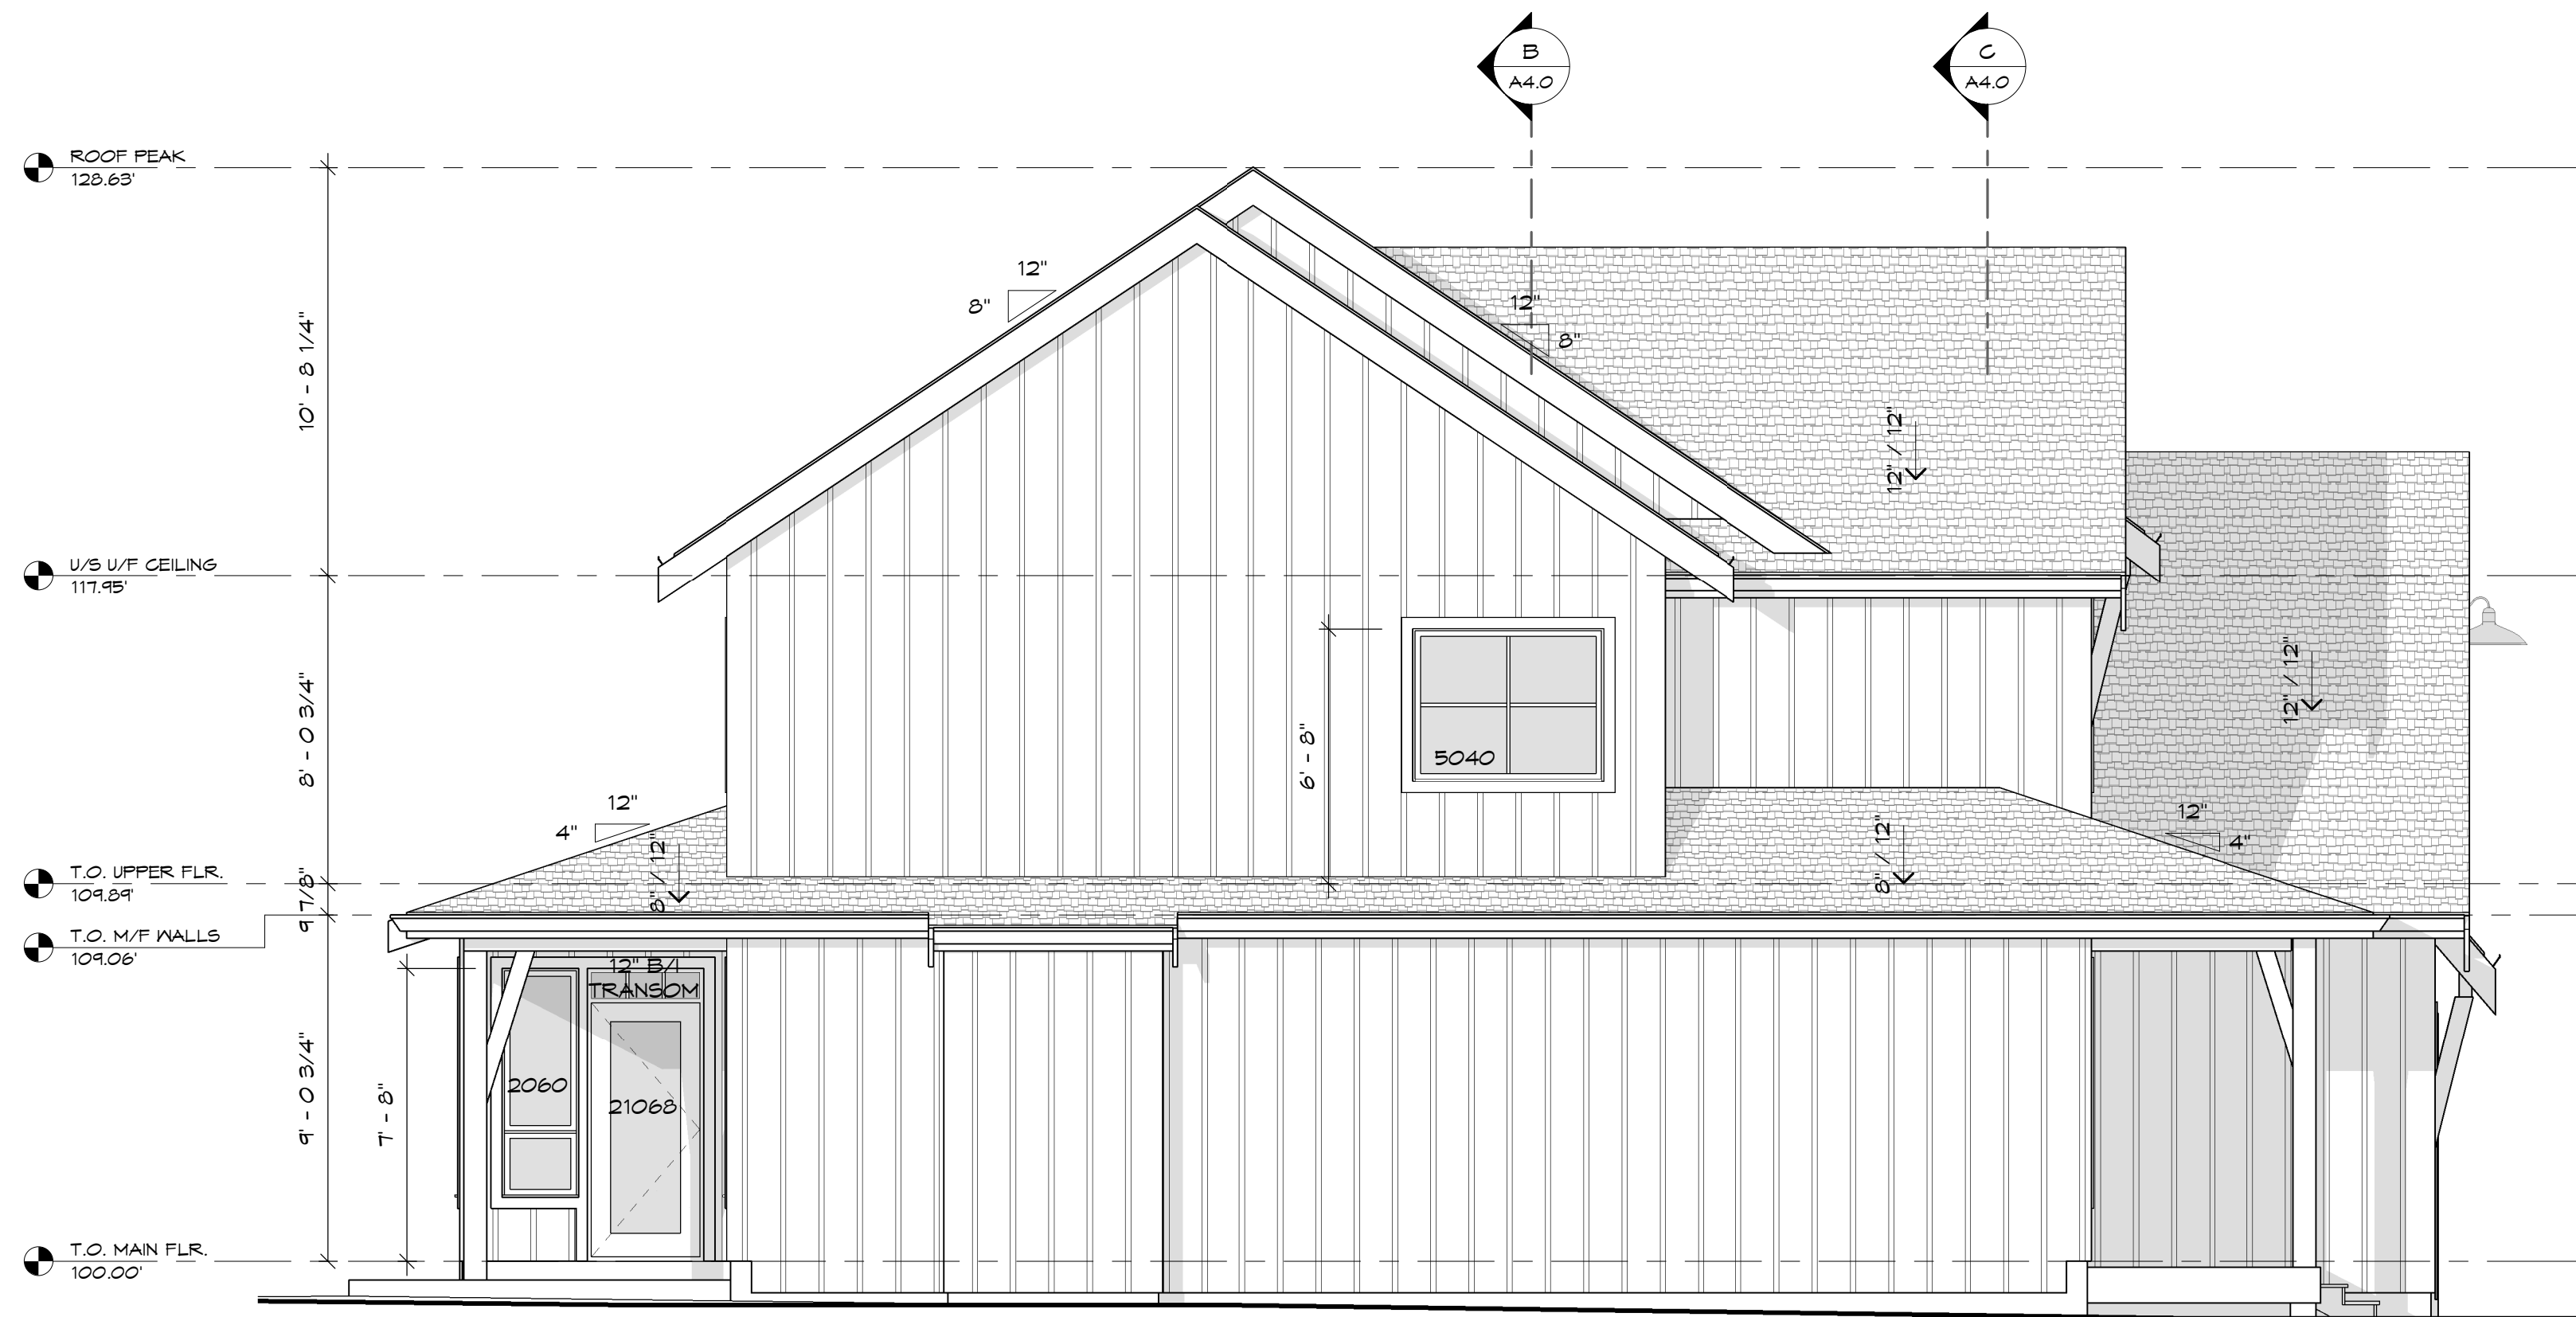 B
A4.0
C
A4.0
ROOF PEAK
128.63'
12"
8"
12"
8"
10' - 8 1/4"
12" / 12"
U/S U/F CEILING
117.95'
8' - 0 3/4"
6' - 8"
5040
12" / 12"
12"
4"
8" / 12"
8" / 12"
12"
4"
T.O. UPPER FLR.
109.89'
9 7/8"
T.O. M/F WALLS
109.06'
12" B/I
TRANSOM
2060
21068
9' - 0 3/4"
7' - 8"
T.O. MAIN FLR.
100.00'